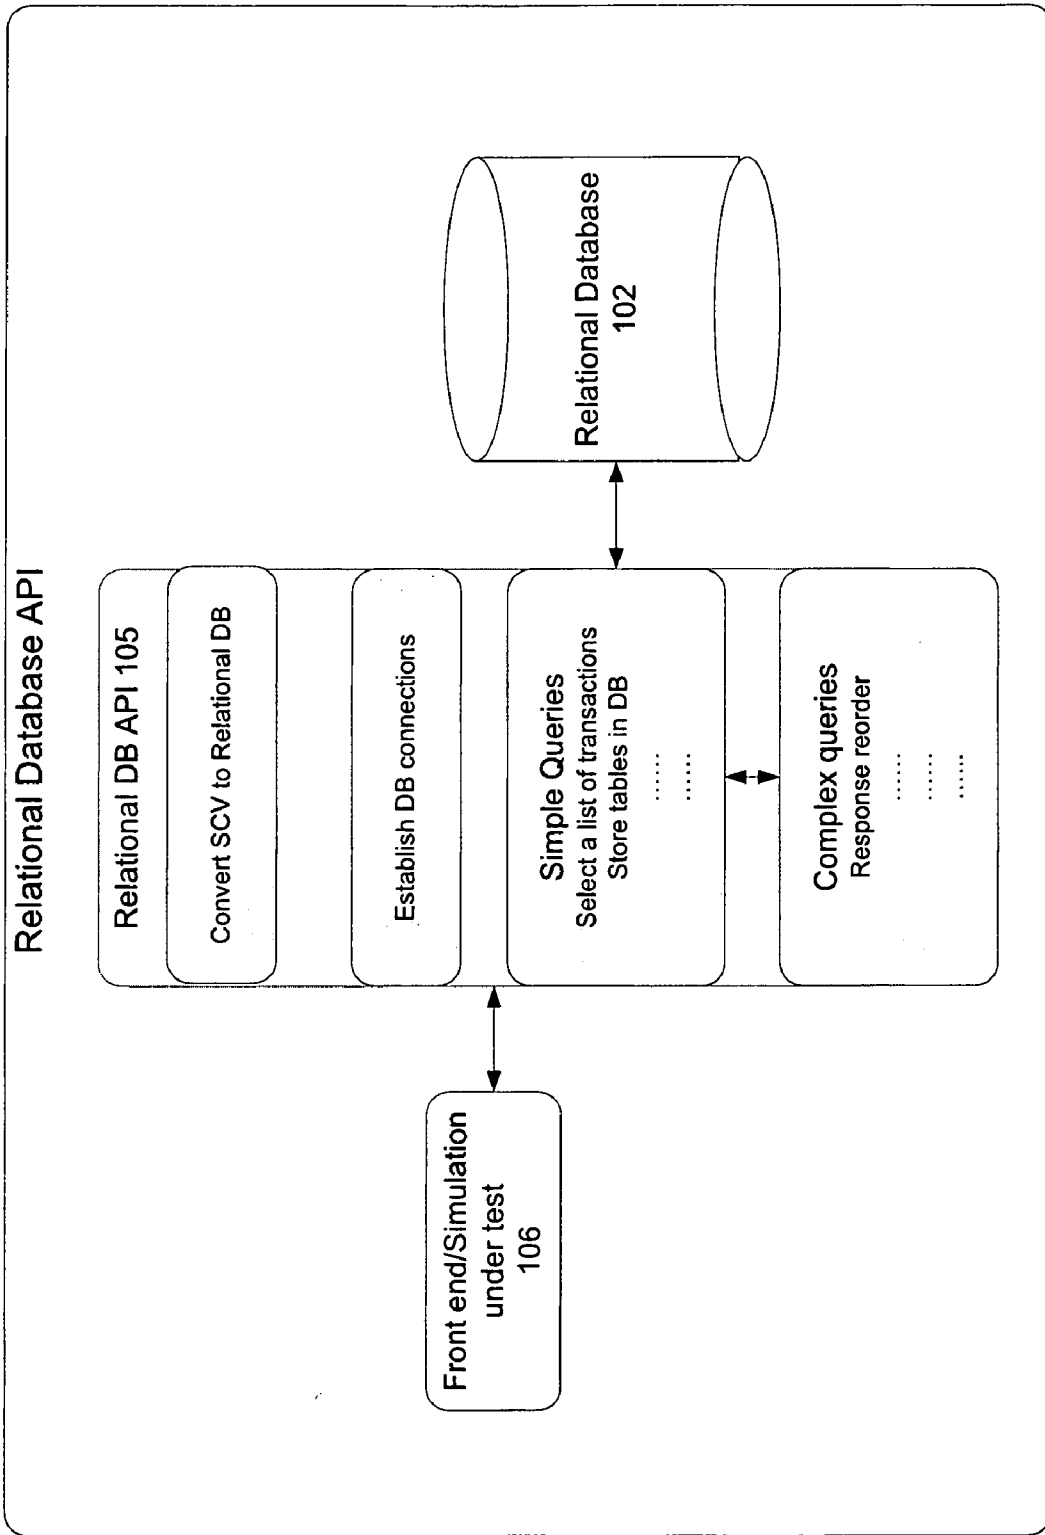 Relational Database API
Relational DB API 105
Convert SCV to Relational DB
Establish DB connections
Simple Queries
Select a list of transactions
Store tables in DB
......
......
Complex queries
Response reorder
......
......
......
Front end/Simulation
under test
106
Relational Database
102